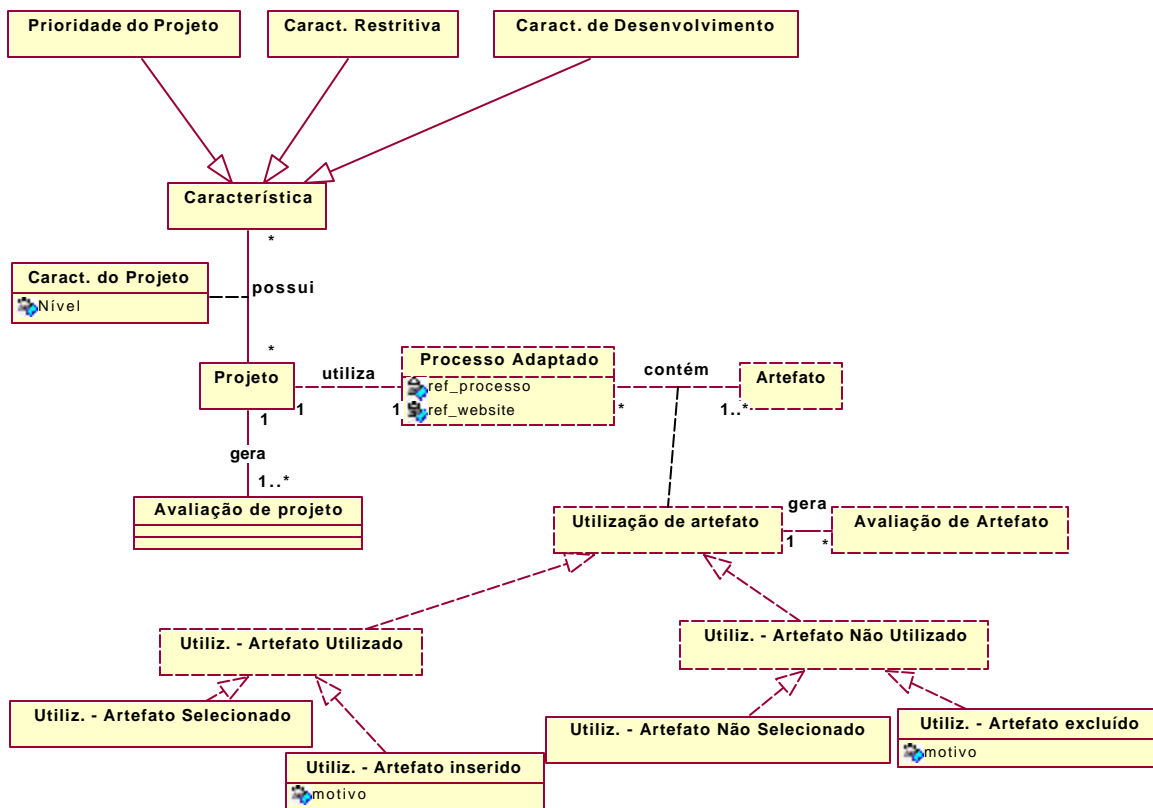 Prioridade do Projeto
Caract. Restritiva
Caract. de Desenvolvimento
Característica
*
Caract. do Projeto
Nível
possui
*
Projeto
1
utiliza
1
Processo Adaptado
ref_processo
ref_website
contém
*
1..*
Artefato
1
gera
1..*
Avaliação de projeto
Utilização de artefato
gera
1
*
Avaliação de Artefato
Utiliz. - Artefato Utilizado
Utiliz. - Artefato Não Utilizado
Utiliz. - Artefato Selecionado
Utiliz. - Artefato inserido
motivo
Utiliz. - Artefato Não Selecionado
Utiliz. - Artefato excluído
motivo